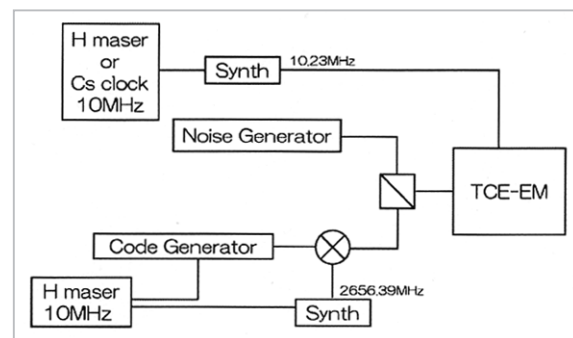 H maser
or
Cs clock
10MHz
Synth
10.23MHz
Noise Generator
TCE-EM
Code Generator
H maser
10MHz
2656.39MHz
Synth